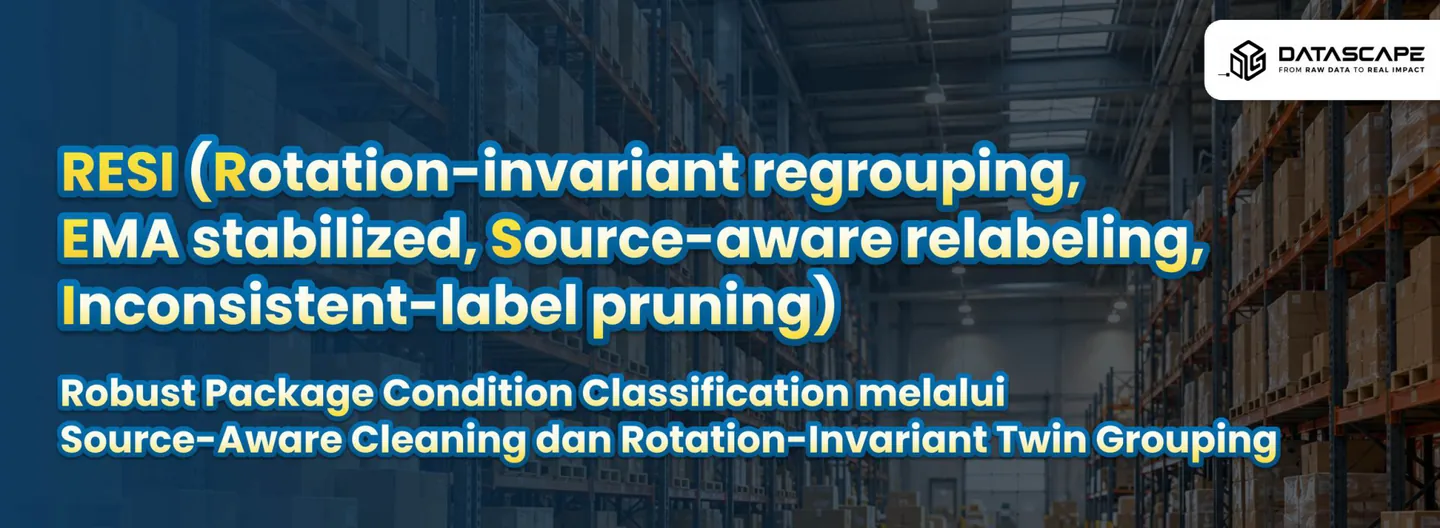 DATASCAPE
FROM RAW DATA TO REAL IMPACT
RESI (Rotation-invariant regrouping,
EMA stabilized, Source-aware relabeling,
Inconsistent-label pruning)
Robust Package Condition Classification melalui
Source-Aware Cleaning dan Rotation-Invariant Twin Grouping